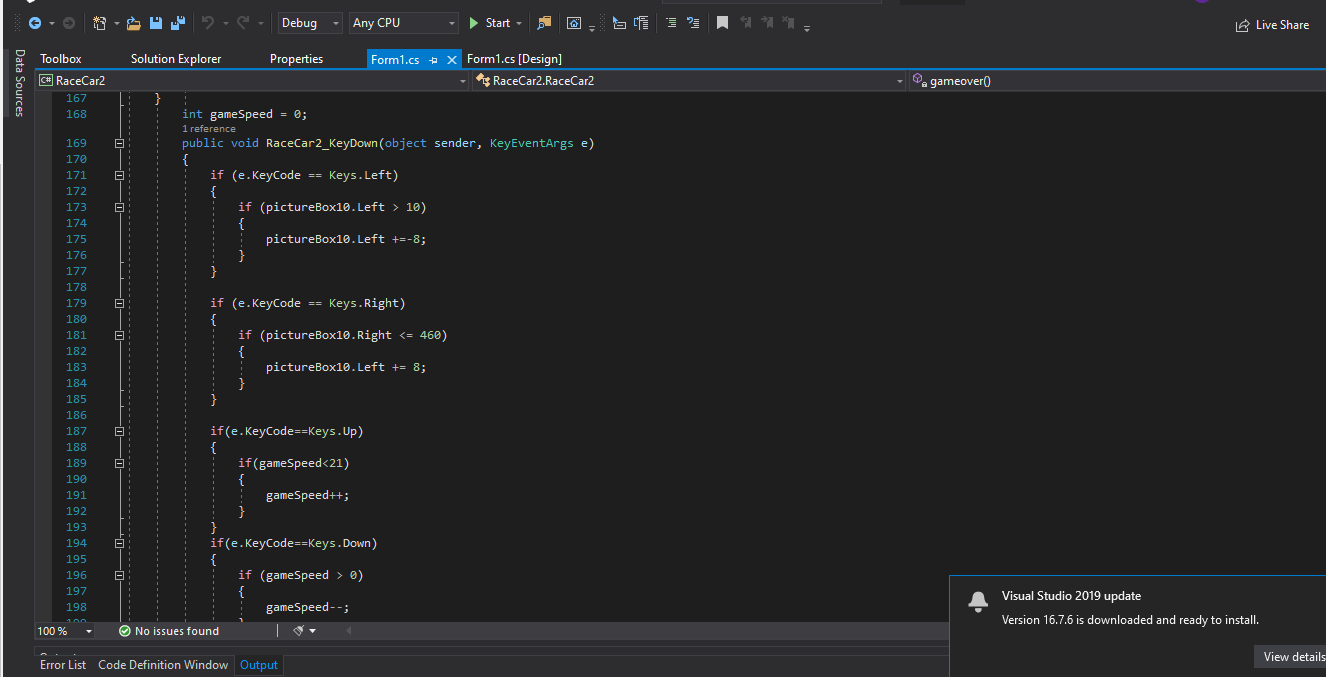 Debug Any CPU Start Live Share
Data Sources
Toolbox Solution Explorer Properties Form1.cs Form1.cs [Design]
C# RaceCar2 RaceCar2.RaceCar2 gameover()
167 }
168 int gameSpeed = 0;
1 reference
169 public void RaceCar2_KeyDown(object sender, KeyEventArgs e)
170 {
171 if (e.KeyCode == Keys.Left)
172 {
173 if (pictureBox10.Left > 10)
174 {
175 pictureBox10.Left +=-8;
176 }
177 }
178
179 if (e.KeyCode == Keys.Right)
180 {
181 if (pictureBox10.Right <= 460)
182 {
183 pictureBox10.Left += 8;
184 }
185 }
186
187 if(e.KeyCode==Keys.Up)
188 {
189 if(gameSpeed<21)
190 {
191 gameSpeed++;
192 }
193 }
194 if(e.KeyCode==Keys.Down)
195 {
196 if (gameSpeed > 0)
197 {
198 gameSpeed--;
Visual Studio 2019 update
Version 16.7.6 is downloaded and ready to install.
View details
100 % No issues found
Error List Code Definition Window Output